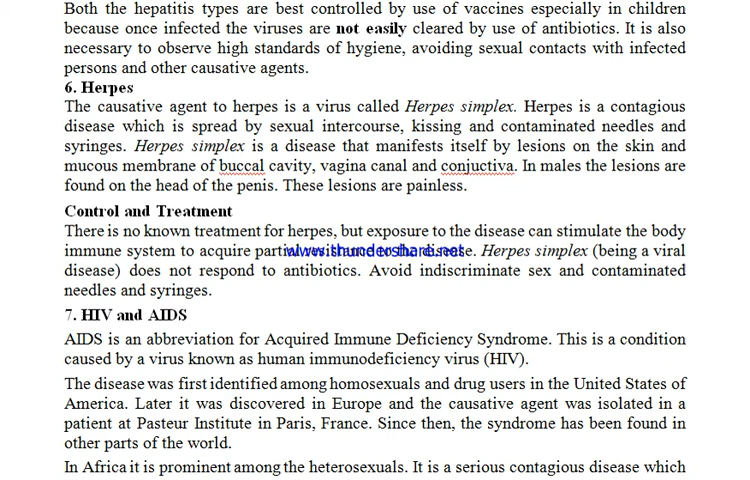 Both the hepatitis types are best controlled by use of vaccines especially in children
because once infected the viruses are not easily cleared by use of antibiotics. It is also
necessary to observe high standards of hygiene, avoiding sexual contacts with infected
persons and other causative agents.
6. Herpes
The causative agent to herpes is a virus called Herpes simplex. Herpes is a contagious
disease which is spread by sexual intercourse, kissing and contaminated needles and
syringes. Herpes simplex is a disease that manifests itself by lesions on the skin and
mucous membrane of buccal cavity, vagina canal and conjuctiva. In males the lesions are
found on the head of the penis. These lesions are painless.
Control and Treatment
There is no known treatment for herpes, but exposure to the disease can stimulate the body
immune system to acquire partial to the disease. Herpes simplex (being a viral
www.thundershare.net
disease) does not respond to antibiotics. Avoid indiscriminate sex and contaminated
needles and syringes.
7. HIV and AIDS
AIDS is an abbreviation for Acquired Immune Deficiency Syndrome. This is a condition
caused by a virus known as human immunodeficiency virus (HIV).
The disease was first identified among homosexuals and drug users in the United States of
America. Later it was discovered in Europe and the causative agent was isolated in a
patient at Pasteur Institute in Paris, France. Since then, the syndrome has been found in
other parts of the world.
In Africa it is prominent among the heterosexuals. It is a serious contagious disease which